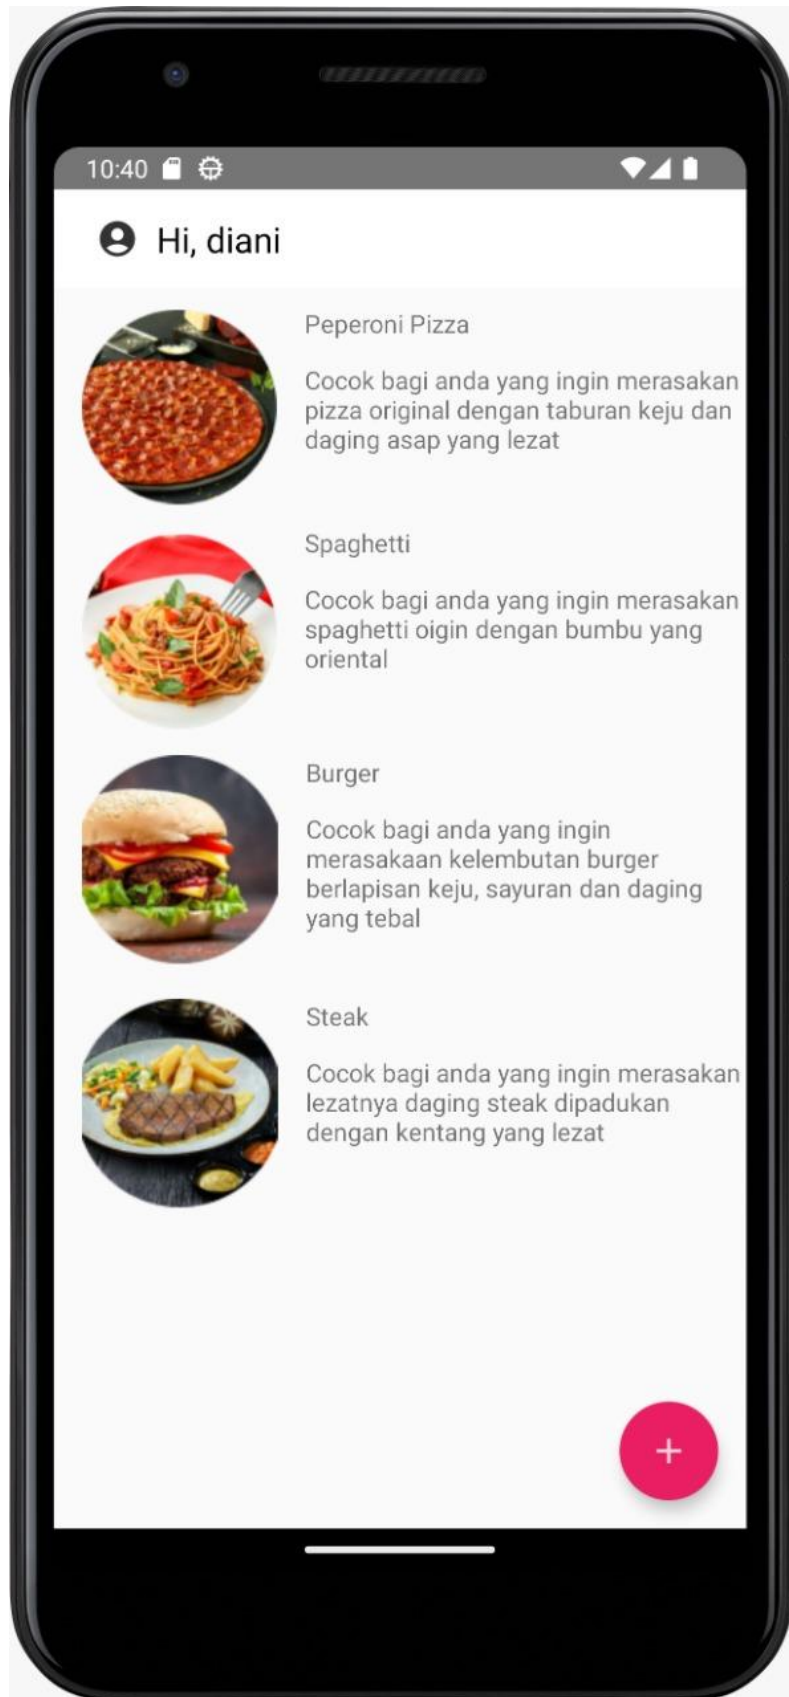 10:40
Hi, diani
Peperoni Pizza
Cocok bagi anda yang ingin merasakan
pizza original dengan taburan keju dan
daging asap yang lezat
Spaghetti
Cocok bagi anda yang ingin merasakan
spaghetti oigin dengan bumbu yang
oriental
Burger
Cocok bagi anda yang ingin
merasakaan kelembutan burger
berlapisan keju, sayuran dan daging
yang tebal
Steak
Cocok bagi anda yang ingin merasakan
lezatnya daging steak dipadukan
dengan kentang yang lezat
+